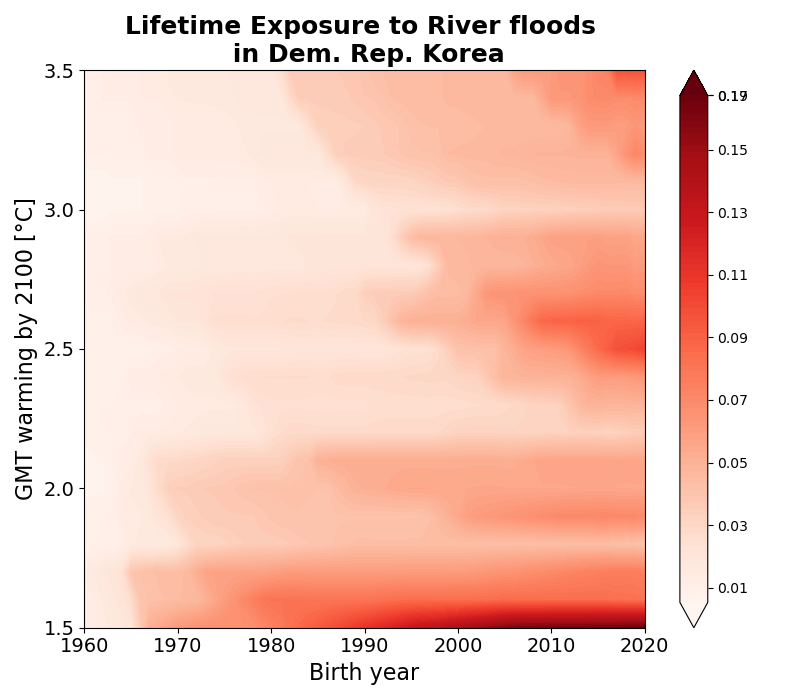 Lifetime Exposure to River floods
in Dem. Rep. Korea
GMT warming by 2100 [°C]
3.5
3.0
2.5
2.0
1.5
1960 1970 1980 1990 2000 2010 2020
Birth year
0.15
0.13
0.11
0.09
0.07
0.05
0.03
0.01